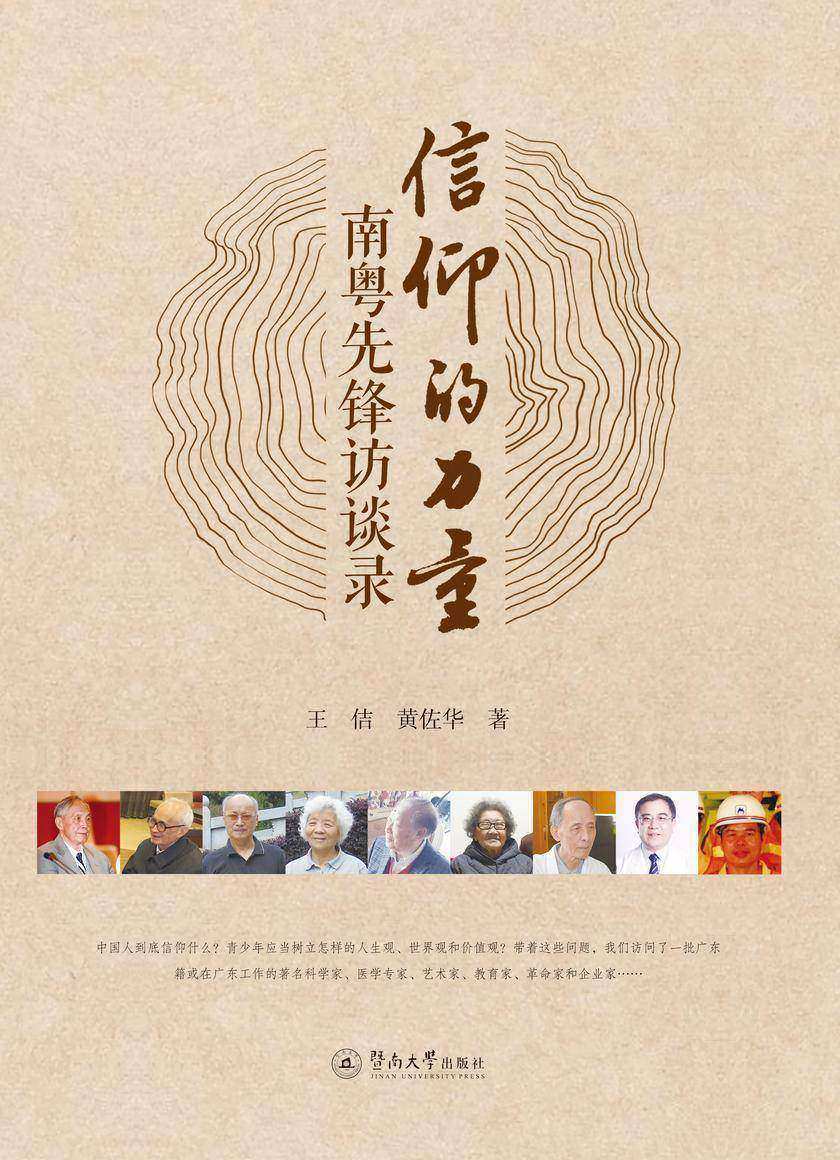 信仰的力量
南粤先锋访谈录
王 佶 黄佐华 著
中国人到底信仰什么？青少年应当树立怎样的人生观、世界观和价值观？带着这些问题，我们访问了一批广东
籍或在广东工作的著名科学家、医学专家、艺术家、教育家、革命家和企业家……
暨南大学出版社
JINAN UNIVERSITY PRESS